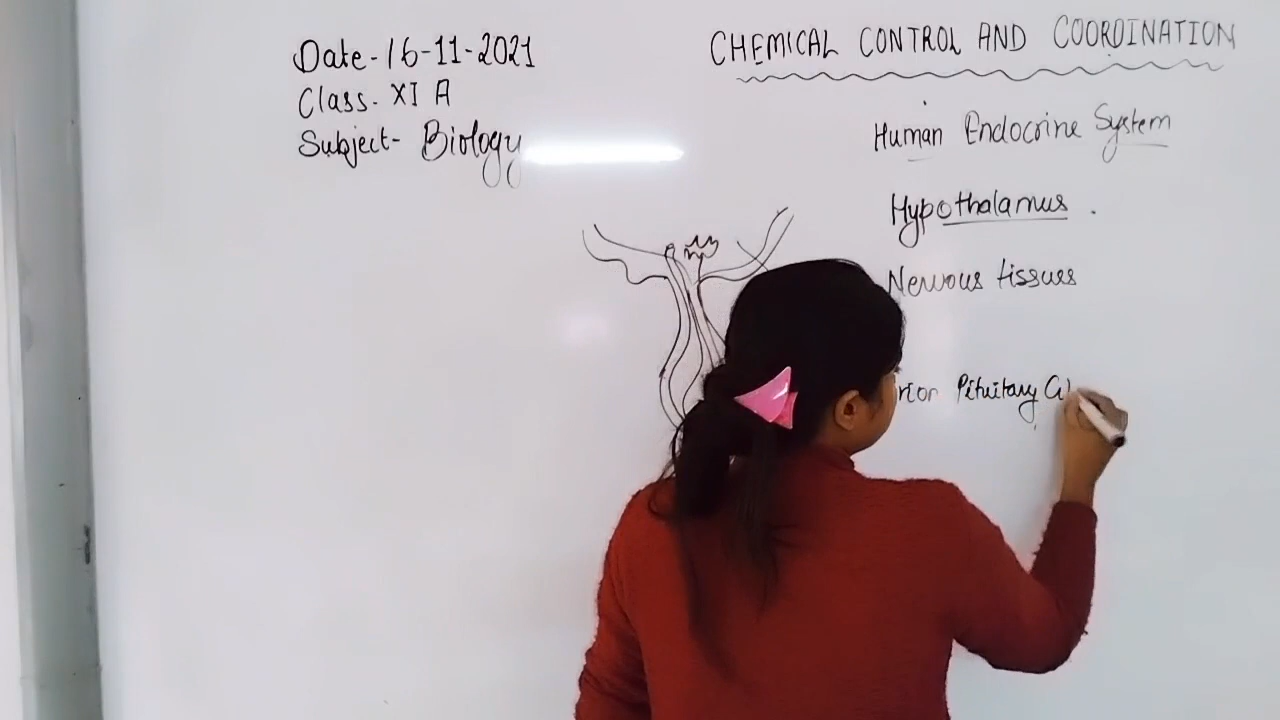 Date-16-11-2021
Class- XI A
Subject- Biology
CHEMICAL CONTROL AND COORDINATION
Human Endocrine System
Hypothalamus.
Nervous tissues
Pituitary